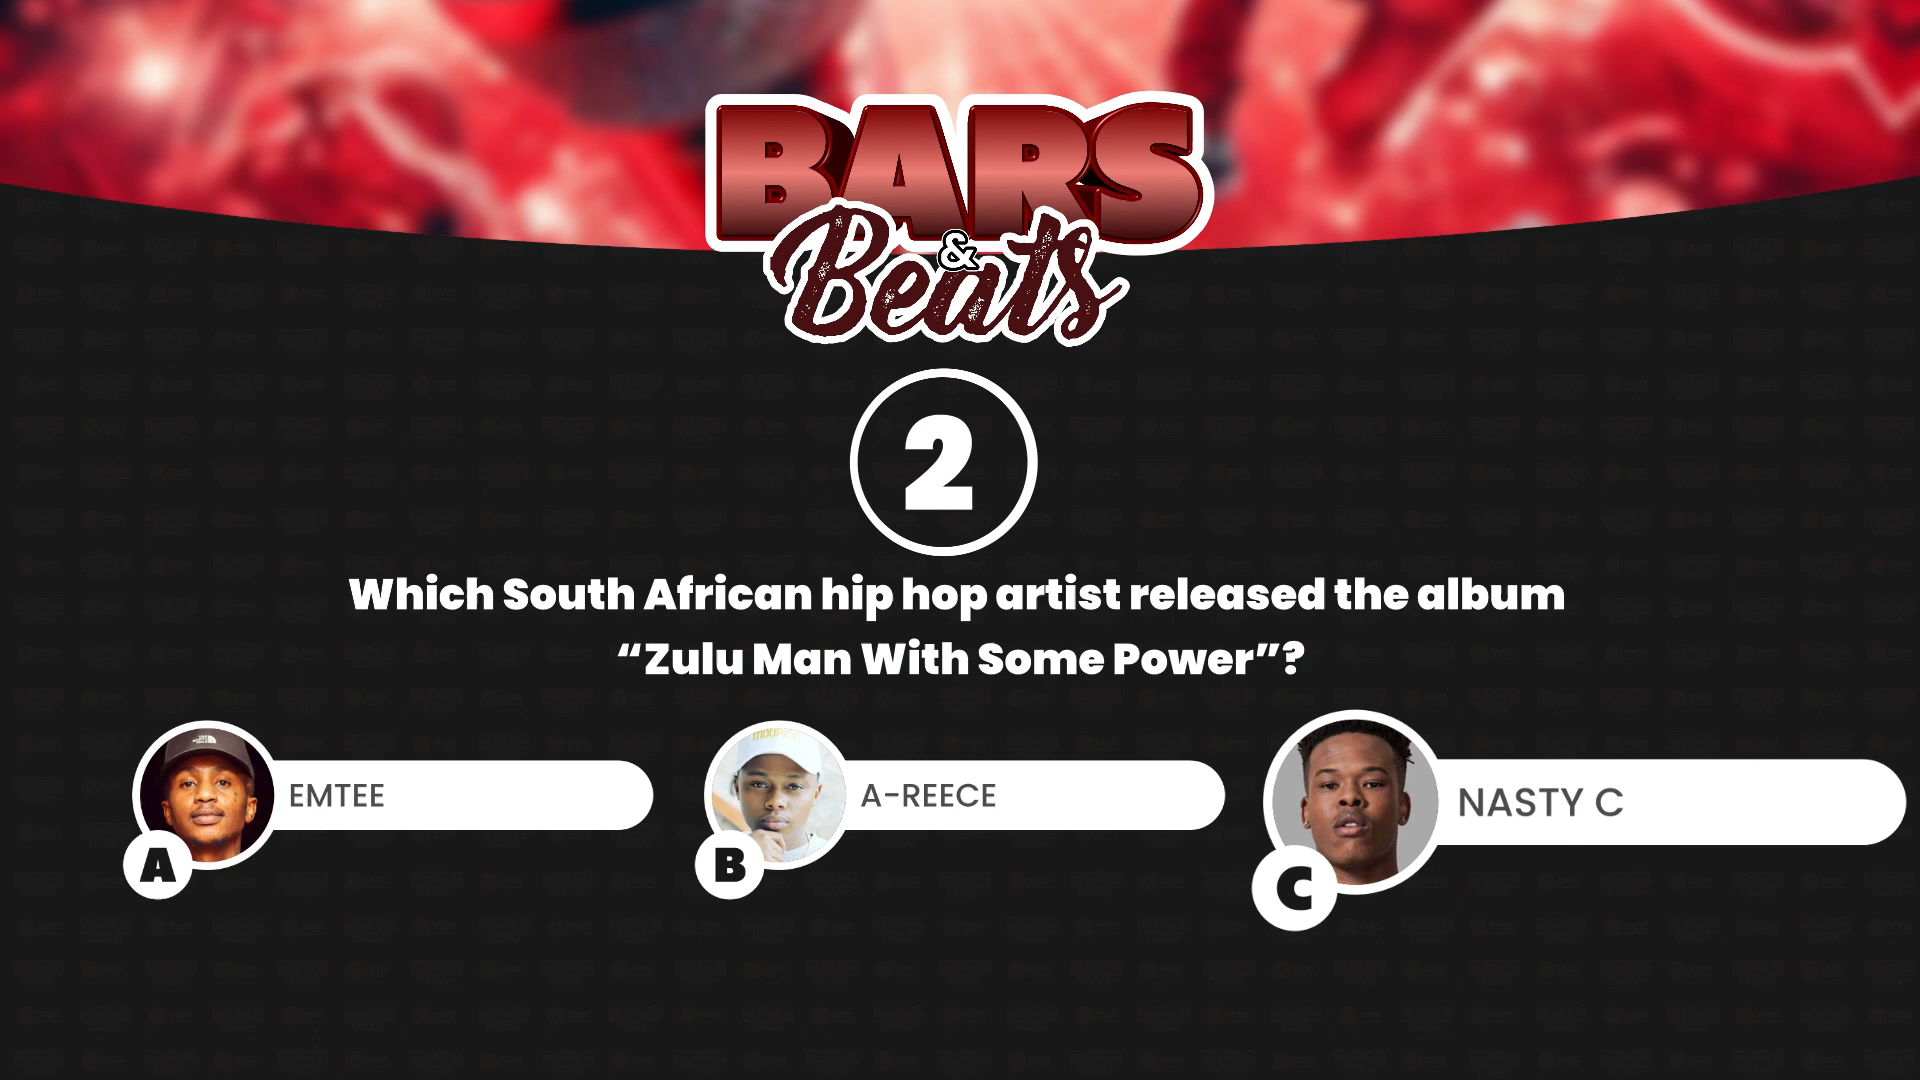 BARS
&
Beats
2
Which South African hip hop artist released the album
“Zulu Man With Some Power”?
EMTEE
A
A-REECE
B
NASTY C
C